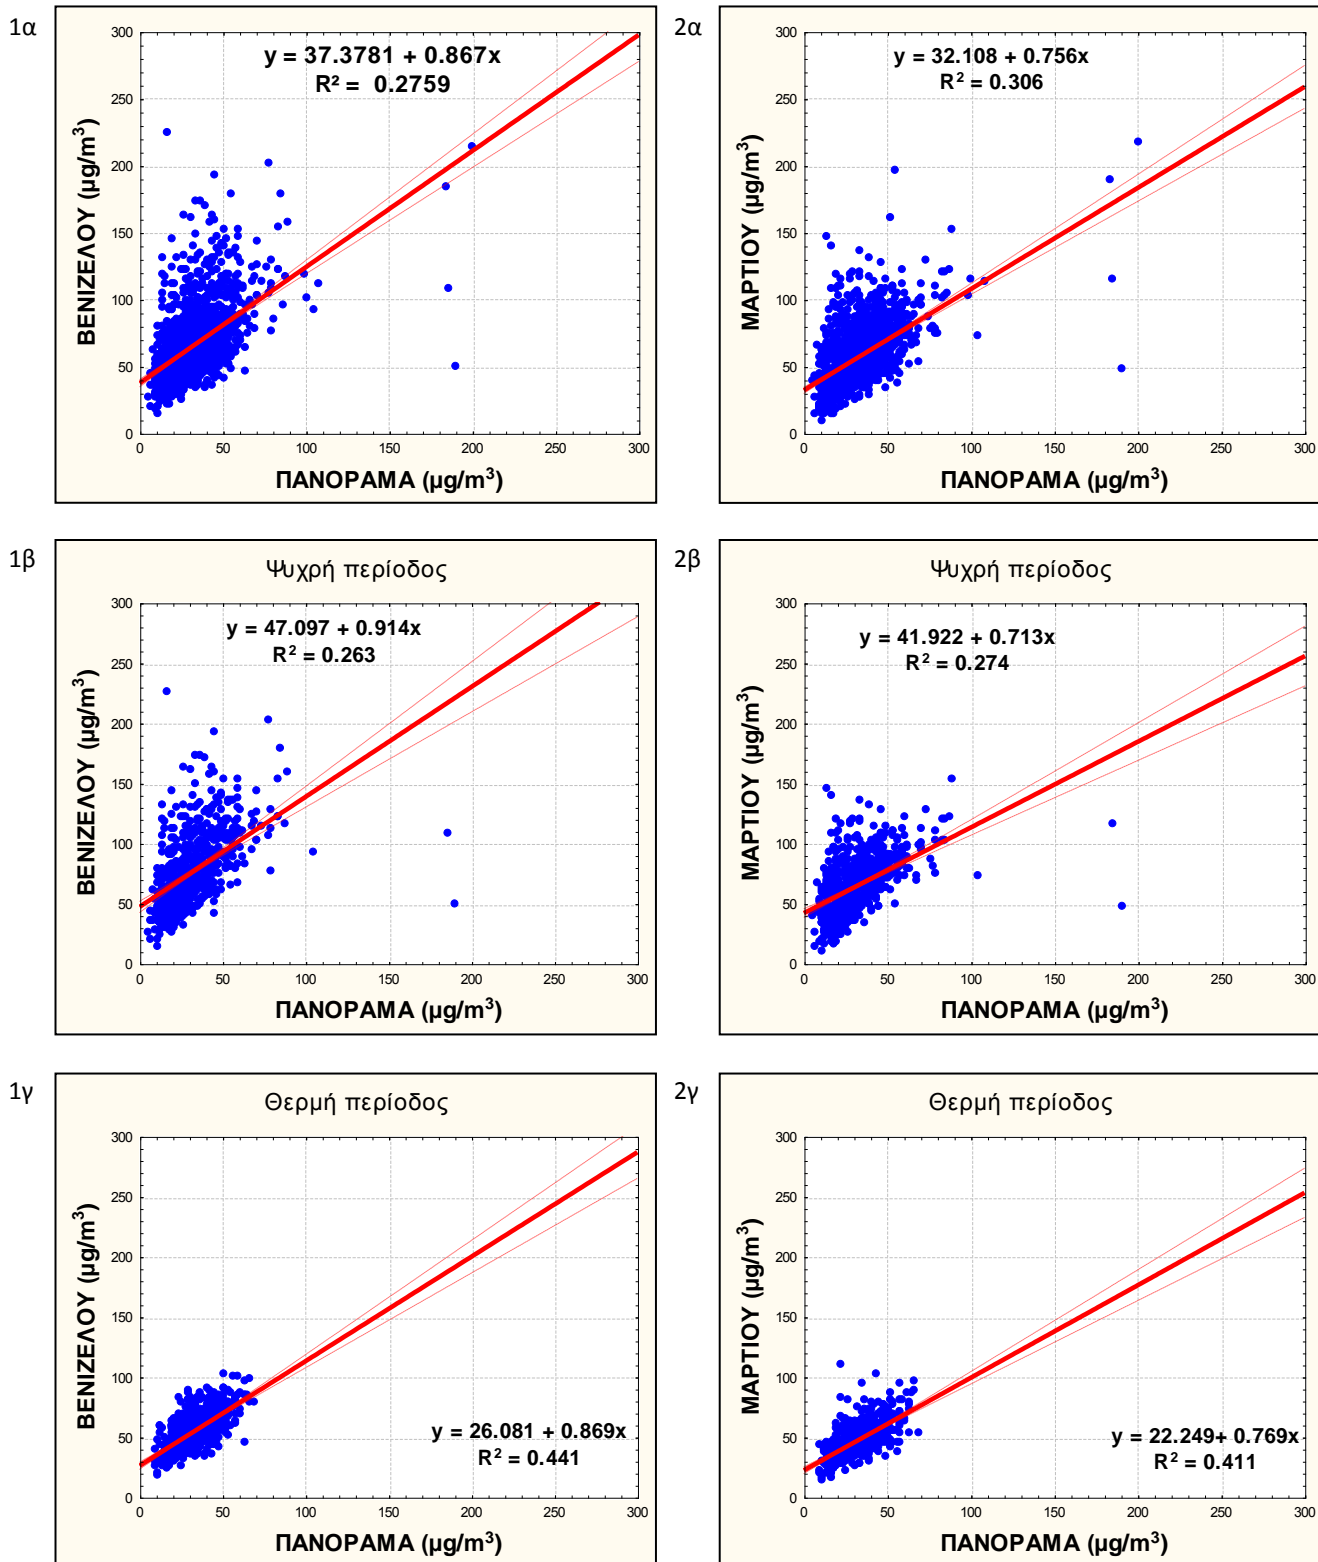 1α
y = 37.3781 + 0.867x
R² = 0.2759
300
250
200
150
100
50
0
0 50 100 150 200 250 300
ΒΕΝΙΖΕΛΟΥ (µg/m³)
ΠΑΝΟΡΑΜΑ (µg/m³)
2α
y = 32.108 + 0.756x
R² = 0.306
300
250
200
150
100
50
0
0 50 100 150 200 250 300
ΜΑΡΤΙΟΥ (µg/m³)
ΠΑΝΟΡΑΜΑ (µg/m³)
1β
Ψυχρή περίοδος
y = 47.097 + 0.914x
R² = 0.263
300
250
200
150
100
50
0
0 50 100 150 200 250 300
ΒΕΝΙΖΕΛΟΥ (µg/m³)
ΠΑΝΟΡΑΜΑ (µg/m³)
2β
Ψυχρή περίοδος
y = 41.922 + 0.713x
R² = 0.274
300
250
200
150
100
50
0
0 50 100 150 200 250 300
ΜΑΡΤΙΟΥ (µg/m³)
ΠΑΝΟΡΑΜΑ (µg/m³)
1γ
Θερμή περίοδος
300
250
200
150
100
50
0
0 50 100 150 200 250 300
y = 26.081 + 0.869x
R² = 0.441
ΒΕΝΙΖΕΛΟΥ (µg/m³)
ΠΑΝΟΡΑΜΑ (µg/m³)
2γ
Θερμή περίοδος
300
250
200
150
100
50
0
0 50 100 150 200 250 300
y = 22.249+ 0.769x
R² = 0.411
ΜΑΡΤΙΟΥ (µg/m³)
ΠΑΝΟΡΑΜΑ (µg/m³)